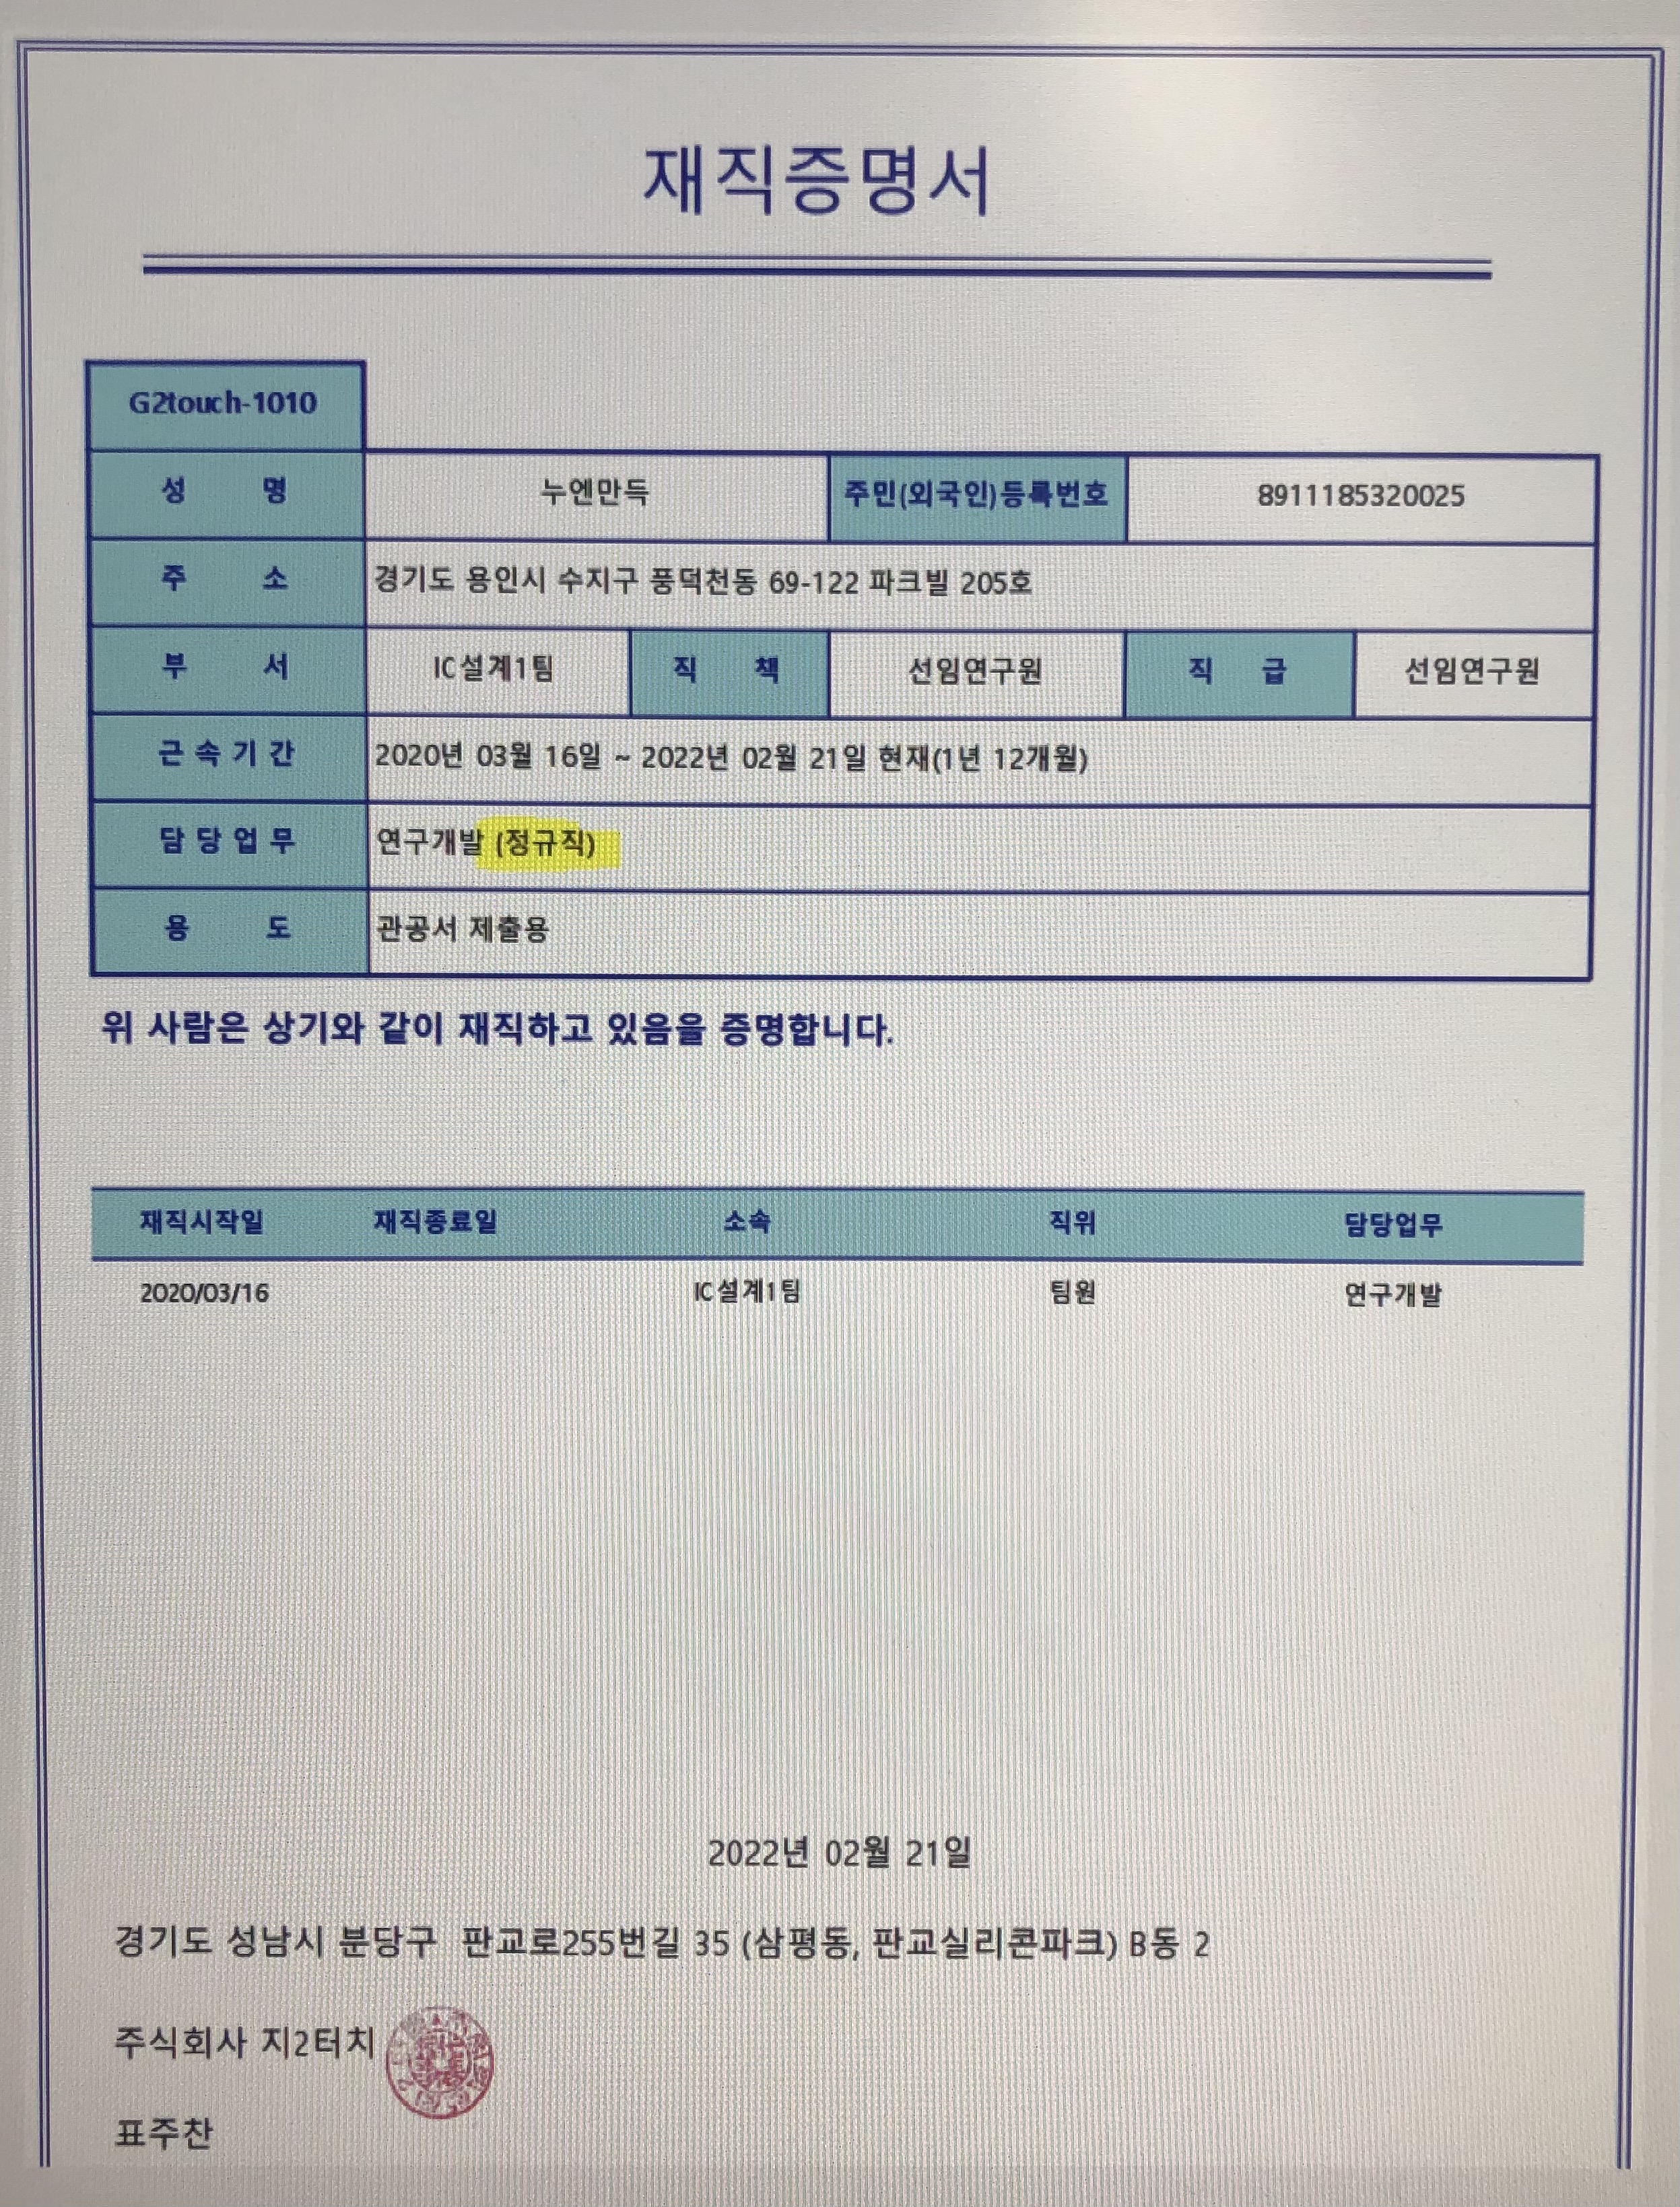 재직증명서
G2touch-1010
성 명 누엔만득 주민(외국인)등록번호 8911185320025
주 소 경기도 용인시 수지구 풍덕천동 69-122 파크빌 205호
부 서 IC설계1팀 직 책 선임연구원 직 급 선임연구원
근 속 기 간 2020년 03월 16일 ~ 2022년 02월 21일 현재(1년 12개월)
담 당 업 무 연구개발 (정규직)
용 도 관공서 제출용
위 사람은 상기와 같이 재직하고 있음을 증명합니다.
재직시작일 재직종료일 소속 직위 담당업무
2020/03/16 IC설계1팀 팀원 연구개발
2022년 02월 21일
경기도 성남시 분당구 판교로255번길 35 (삼평동, 판교실리콘파크) B동 2
주식회사 지2터치
표주찬